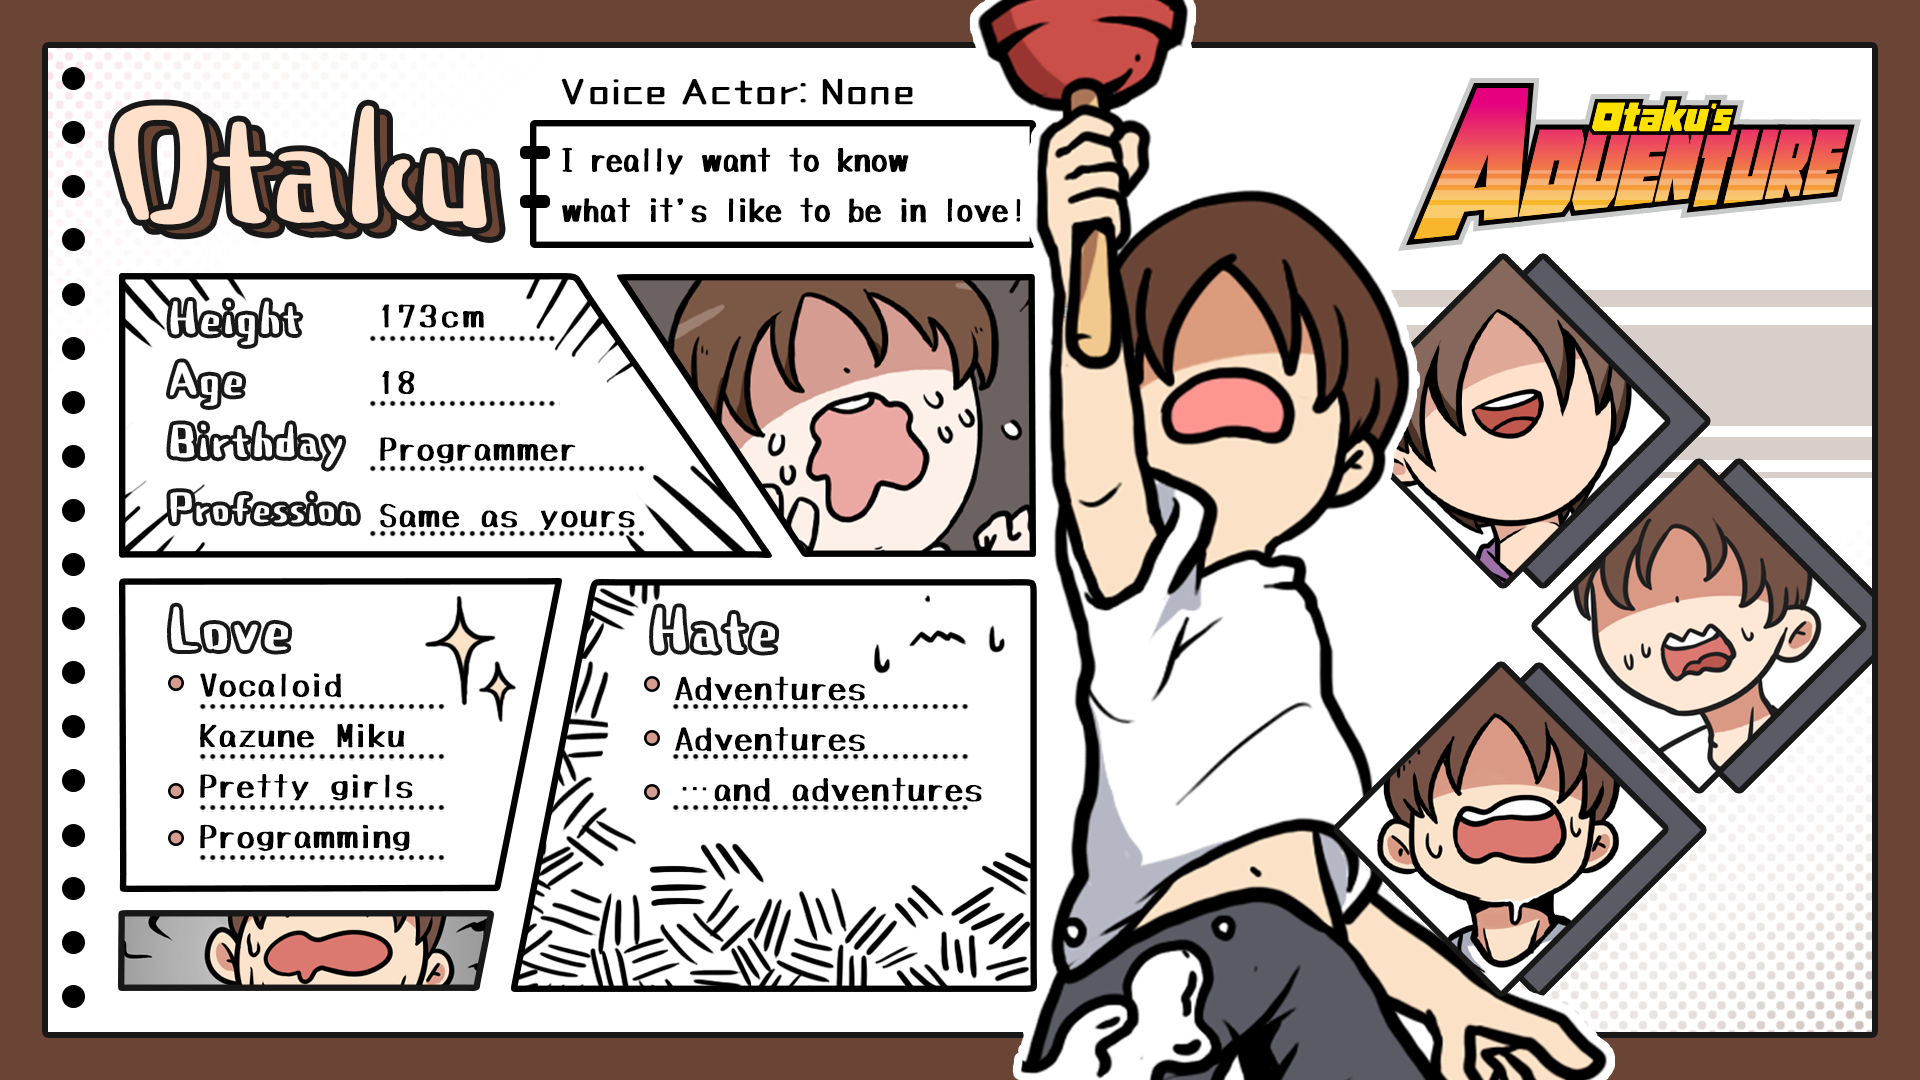 Otaku
Voice Actor: None
I really want to know
what it's like to be in love!
Otaku's
ADVENTURE
Height 173cm
Age 18
Birthday Programmer
Profession Same as yours
Love
Vocaloid
Kazune Miku
Pretty girls
Programming
Hate
Adventures
Adventures
…and adventures